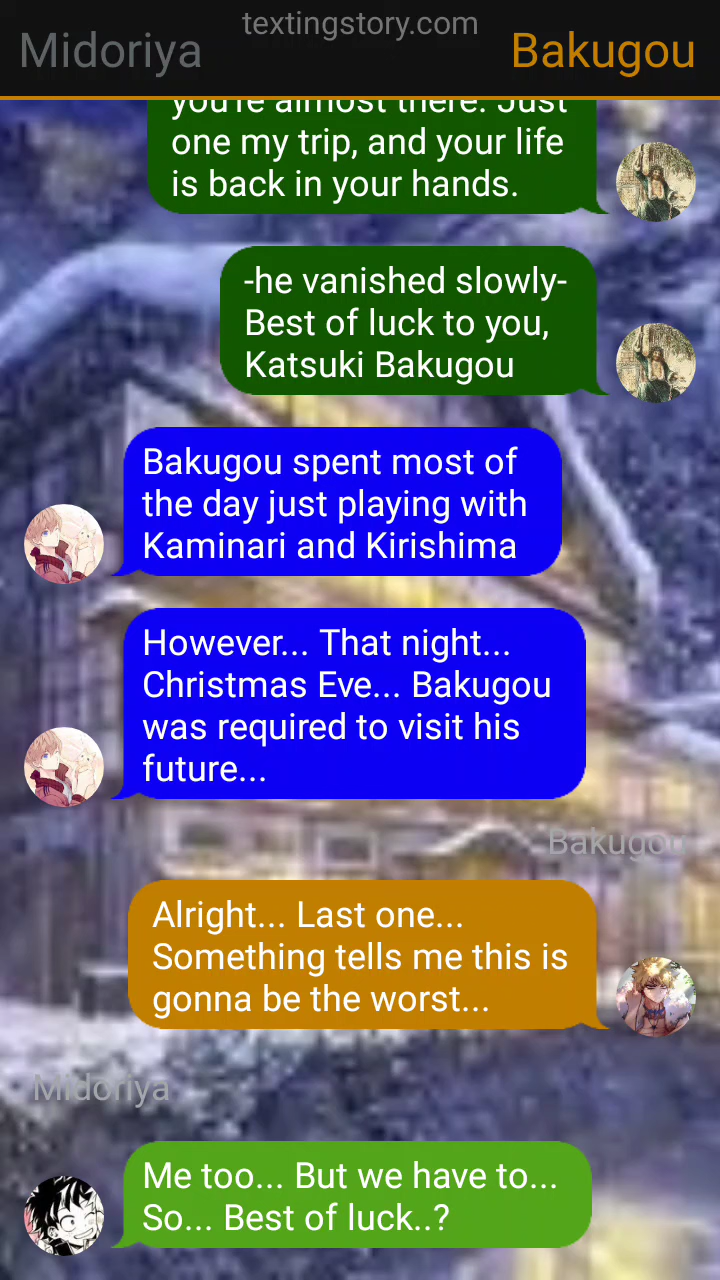 textingstory.com
Midoriya
Bakugou
you're almost there. Just
one my trip, and your life
is back in your hands.
-he vanished slowly-
Best of luck to you,
Katsuki Bakugou
Bakugou spent most of
the day just playing with
Kaminari and Kirishima
However... That night...
Christmas Eve... Bakugou
was required to visit his
future...
Bakugou
Alright... Last one...
Something tells me this is
gonna be the worst...
Midoriya
Me too... But we have to...
So... Best of luck..?